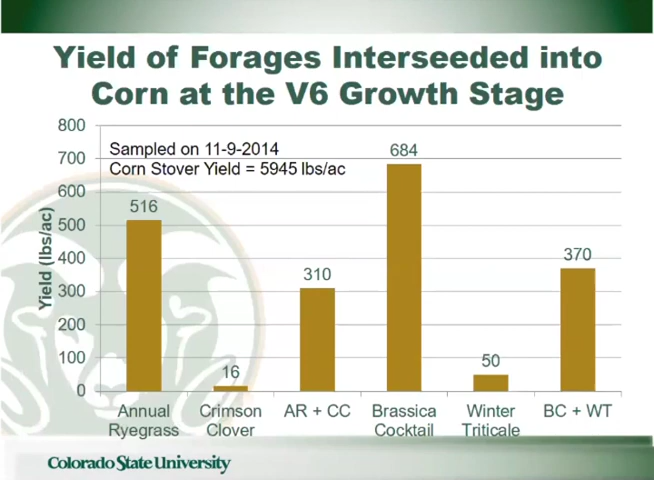 Yield of Forages Interseeded into
Corn at the V6 Growth Stage
800
700
600
500
400
300
200
100
0
Yield (lbs/ac)
Sampled on 11-9-2014
Corn Stover Yield = 5945 lbs/ac
516
16
310
684
50
370
Annual
Ryegrass
Crimson
Clover
AR + CC
Brassica
Cocktail
Winter
Triticale
BC + WT
Colorado State University